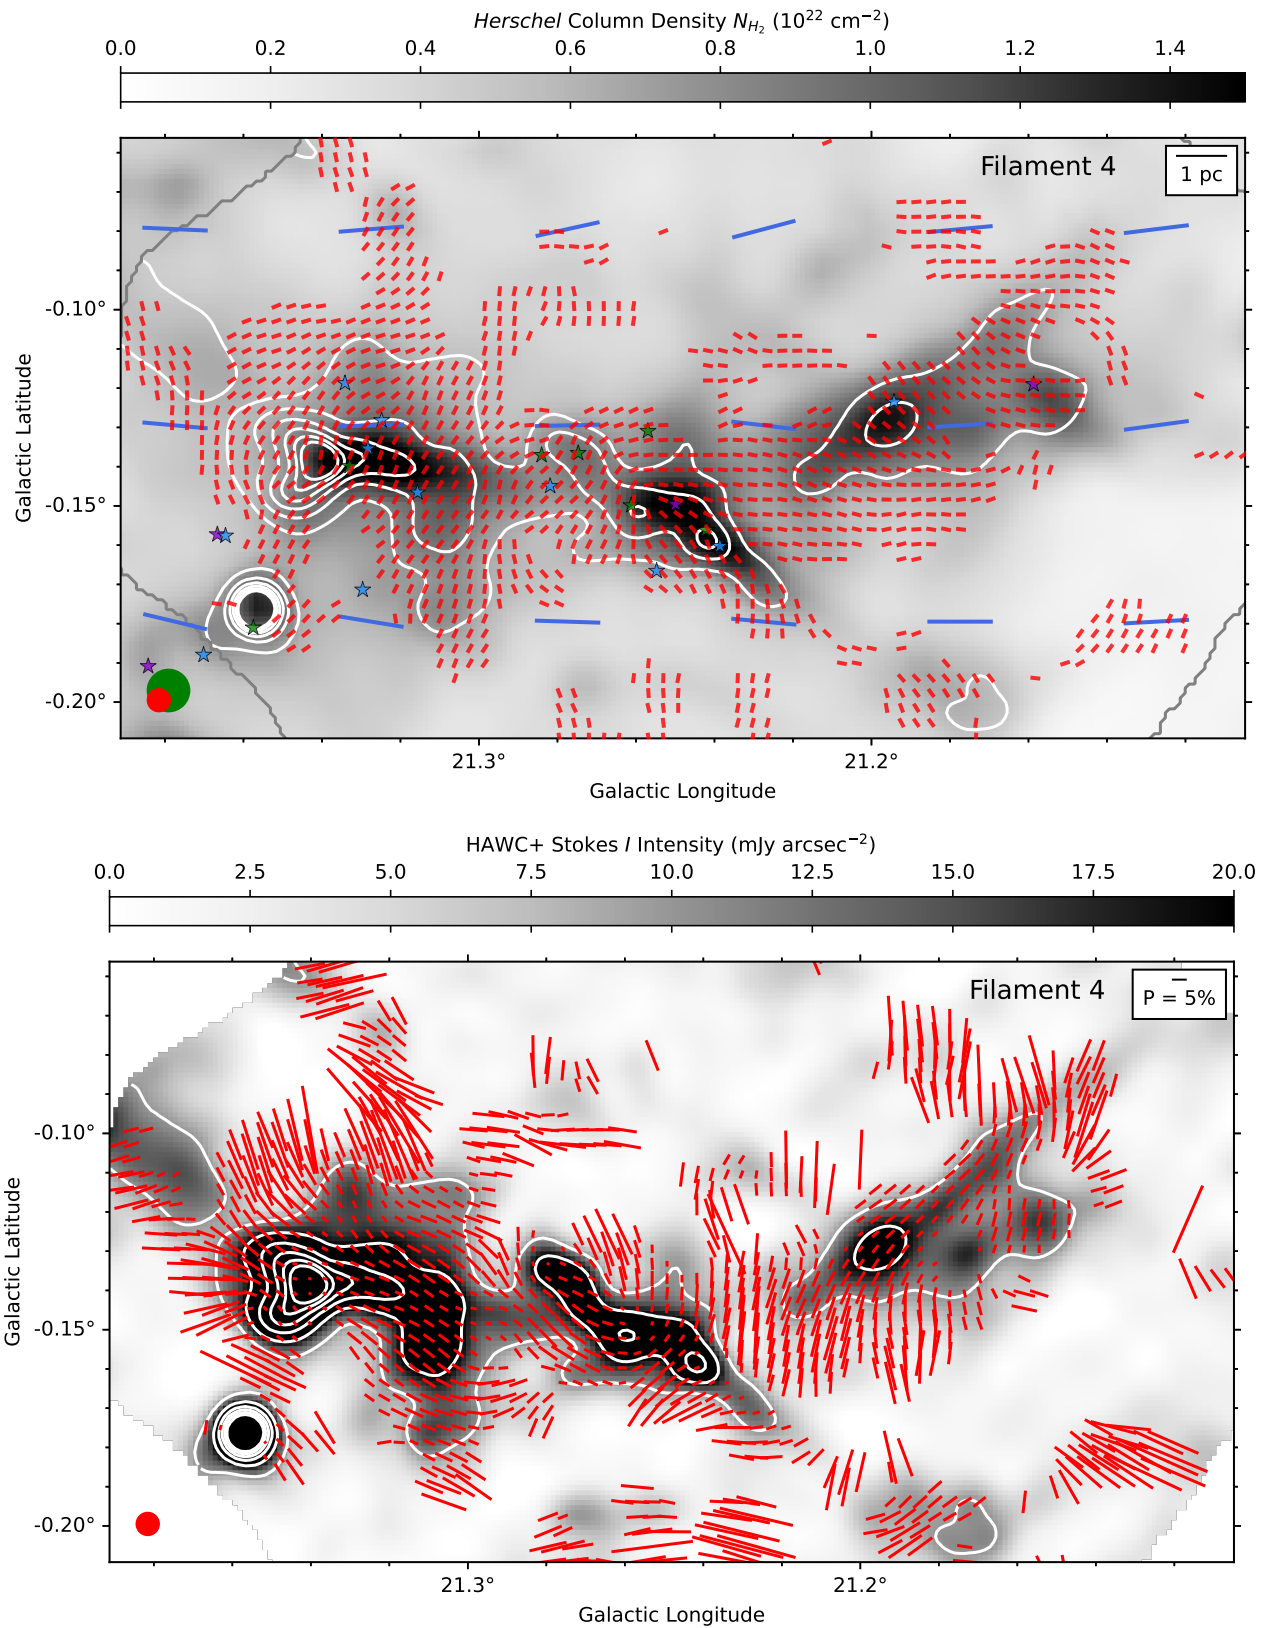 Herschel Column Density N_{H_2} (10^{22} cm^{−2})
0.0 0.2 0.4 0.6 0.8 1.0 1.2 1.4
Filament 4
1 pc
-0.10°
-0.15°
-0.20°
Galactic Latitude
21.3° 21.2°
Galactic Longitude
HAWC+ Stokes I Intensity (mJy arcsec^{−2})
0.0 2.5 5.0 7.5 10.0 12.5 15.0 17.5 20.0
Filament 4
P = 5%
-0.10°
-0.15°
-0.20°
Galactic Latitude
21.3° 21.2°
Galactic Longitude